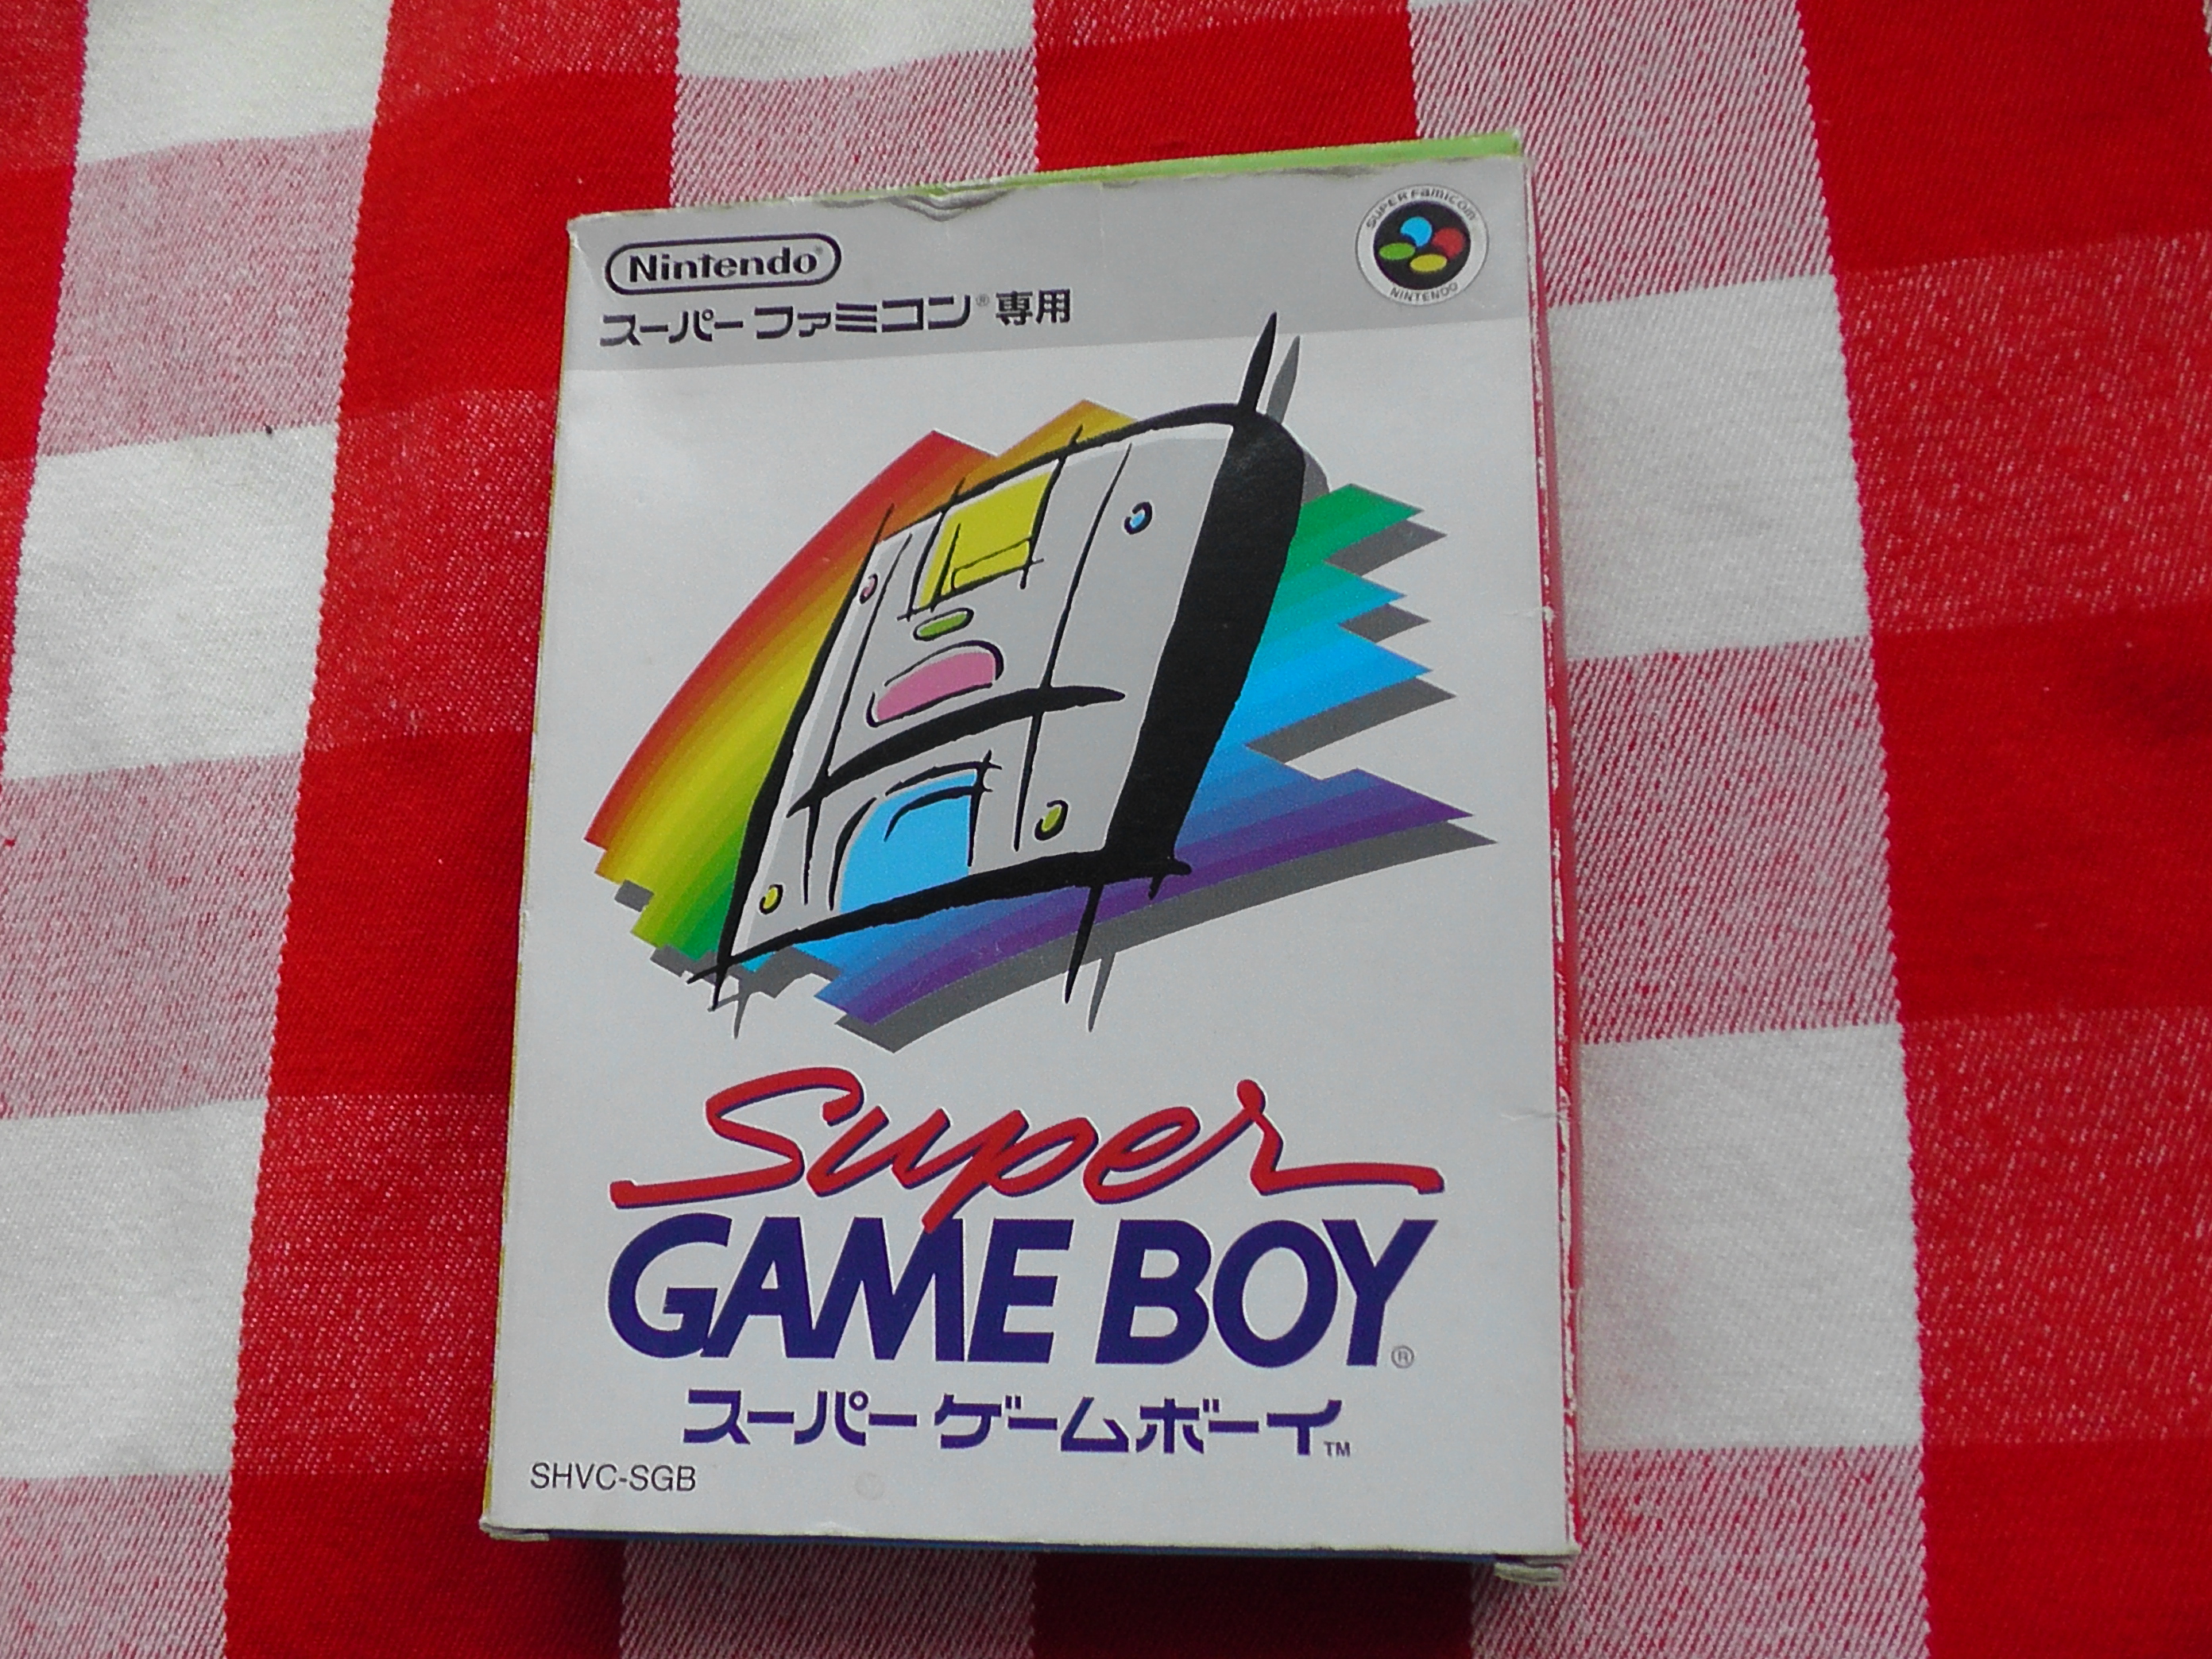 Nintendo®
スーパーファミコン®専用
SUPER Famicom
NINTENDO
Super
GAME BOY®
スーパーゲームボーイ™
SHVC-SGB